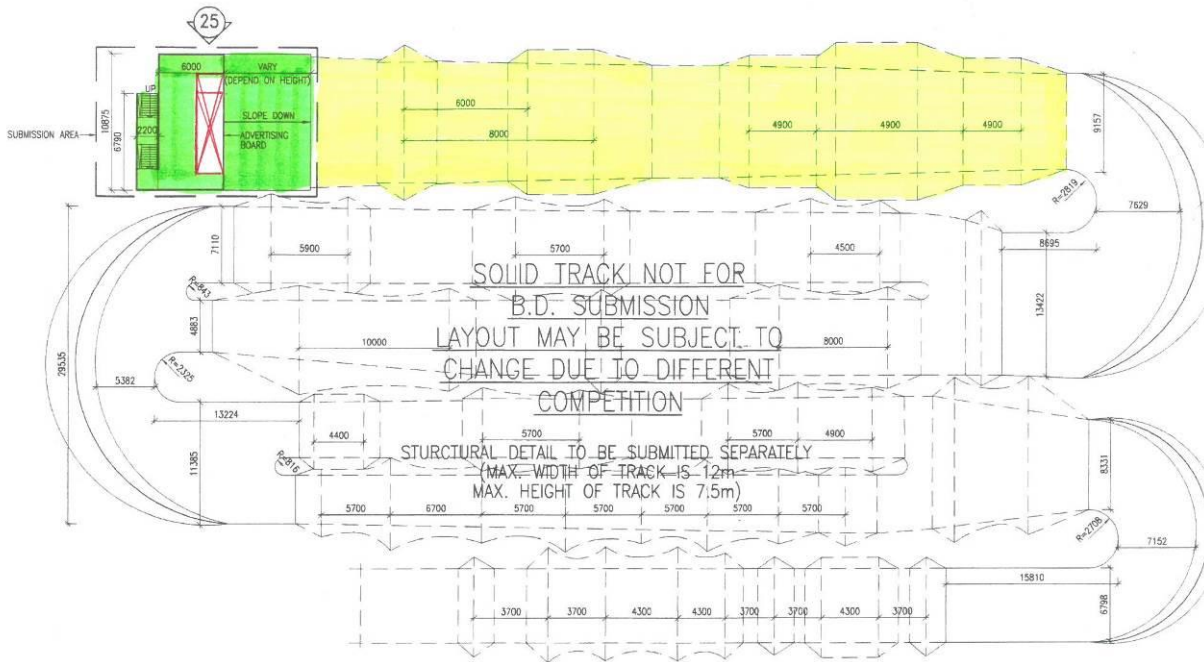 25
6000
VARY
(DEPEND ON HEIGHT)
UP
SLOPE DOWN
SUBMISSION AREA
10875
6790
2200
ADVERTISING
BOARD
6000
8000
4900
4900
4900
9157
R=2819
7629
8695
13422
7110
5900
5700
4500
SOLID TRACK NOT FOR
B.D. SUBMISSION
LAYOUT MAY BE SUBJECT TO
CHANGE DUE TO DIFFERENT
COMPETITION
R=843
4883
10000
8000
29535
R=2325
5382
13224
11385
4400
5700
5700
4900
STURCTURAL DETAIL TO BE SUBMITTED SEPARATELY
(MAX. WIDTH OF TRACK IS 12m
MAX. HEIGHT OF TRACK IS 7.5m)
R=816
5700
6700
5700
5700
5700
5700
8331
R=2708
7152
15810
6798
3700
3700
4300
4300
3700
3700
4300
3700